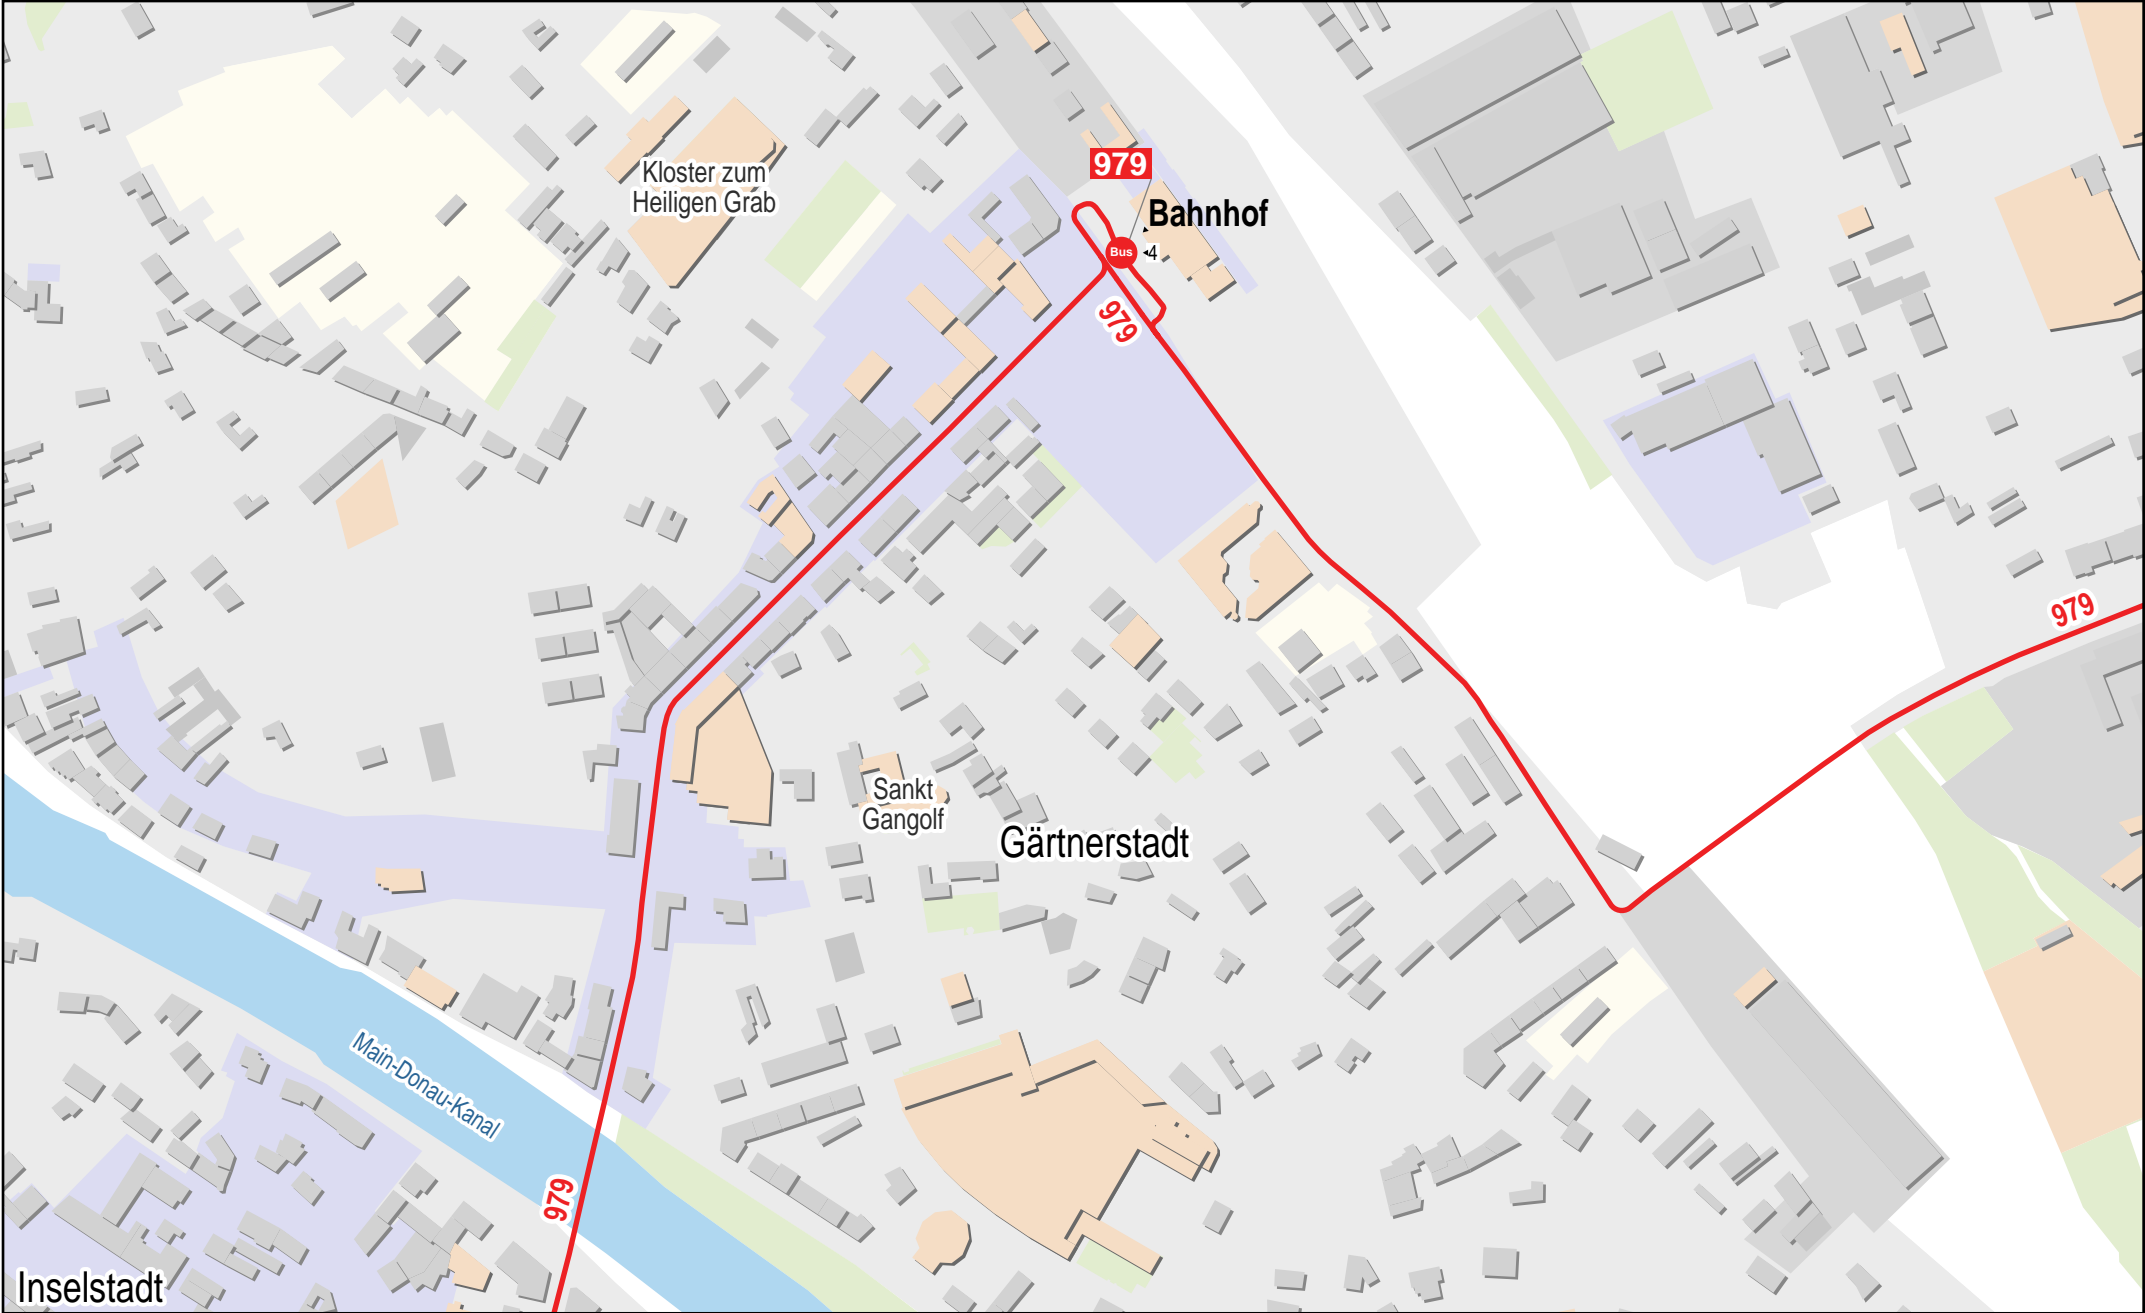 979
Kloster zum
Heiligen Grab
Bahnhof
Bus
4
979
979
Sankt
Gangolf
Gärtnerstadt
Main-Donau-Kanal
979
Inselstadt